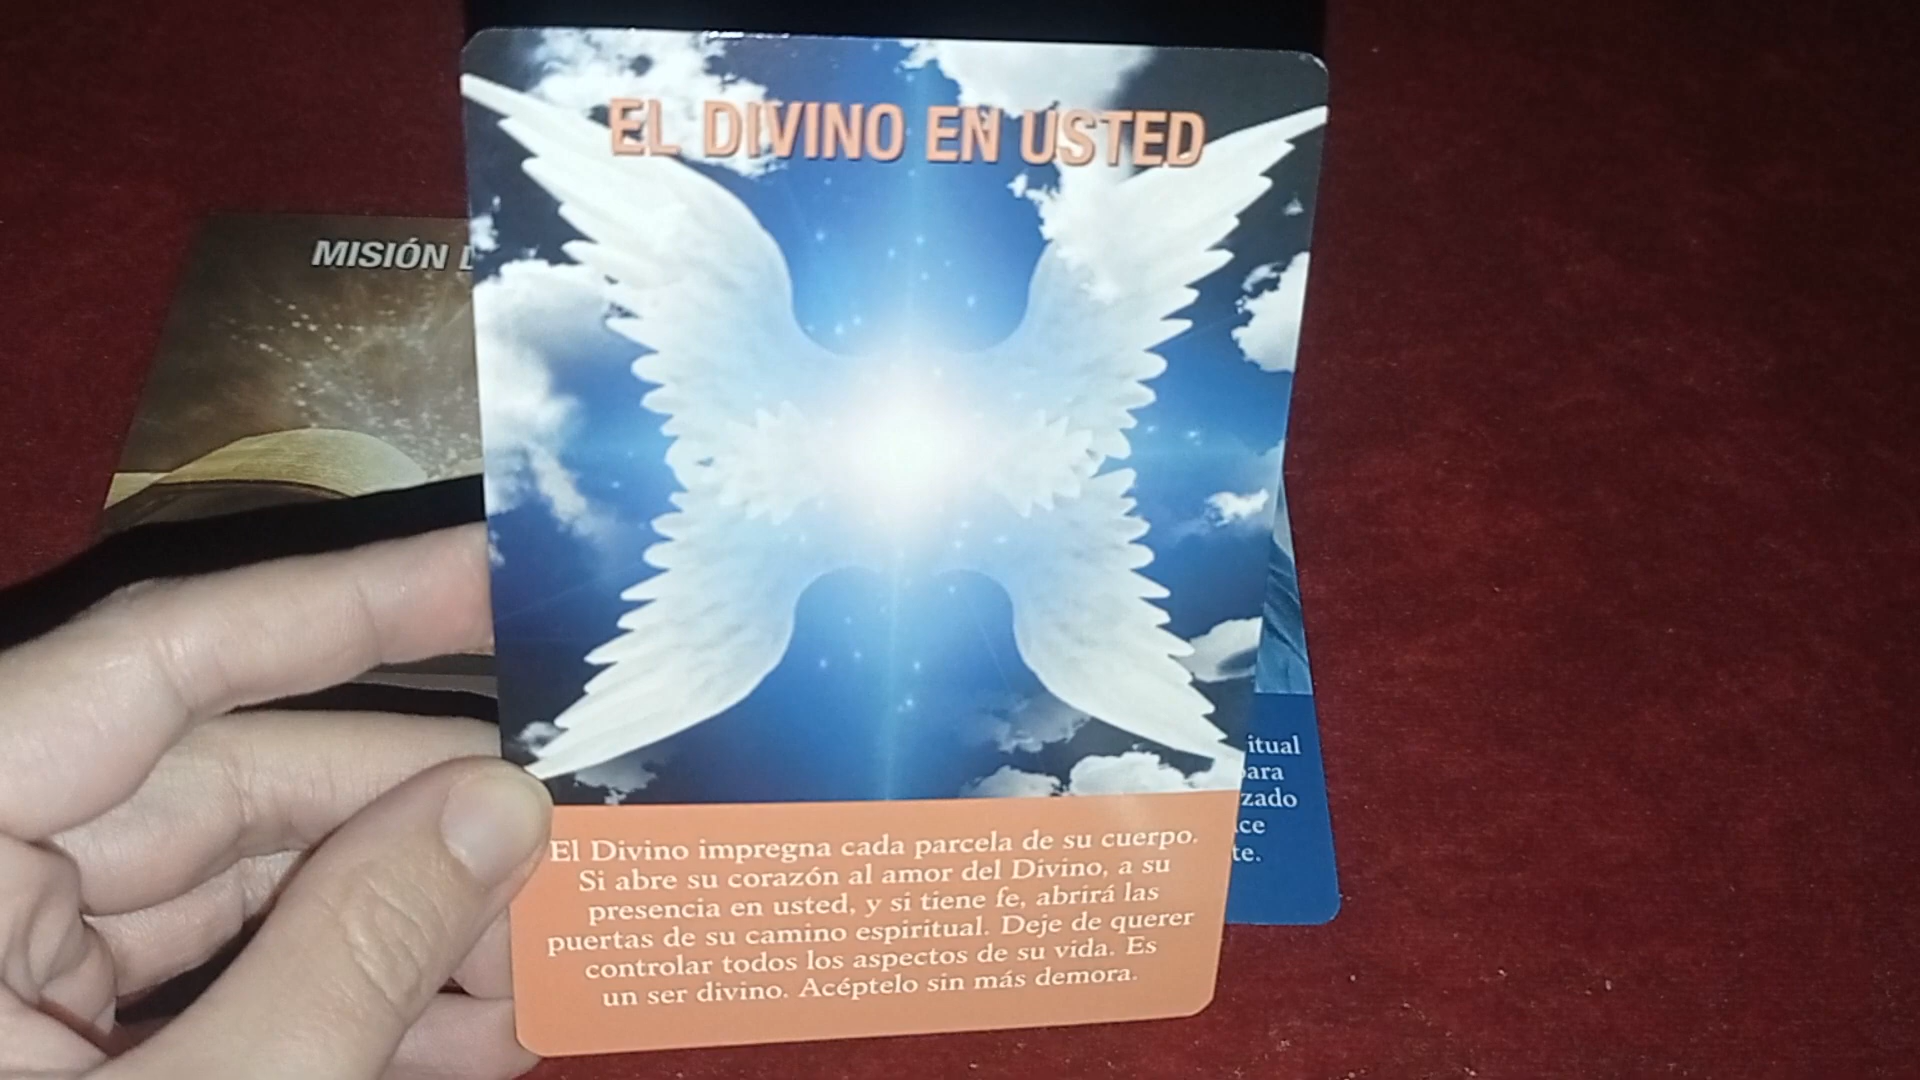 EL DIVINO EN USTED
MISIÓN
El Divino impregna cada parcela de su cuerpo.
Si abre su corazón al amor del Divino, a su
presencia en usted, y si tiene fe, abrirá las
puertas de su camino espiritual. Deje de querer
controlar todos los aspectos de su vida. Es
un ser divino. Acéptelo sin más demora.